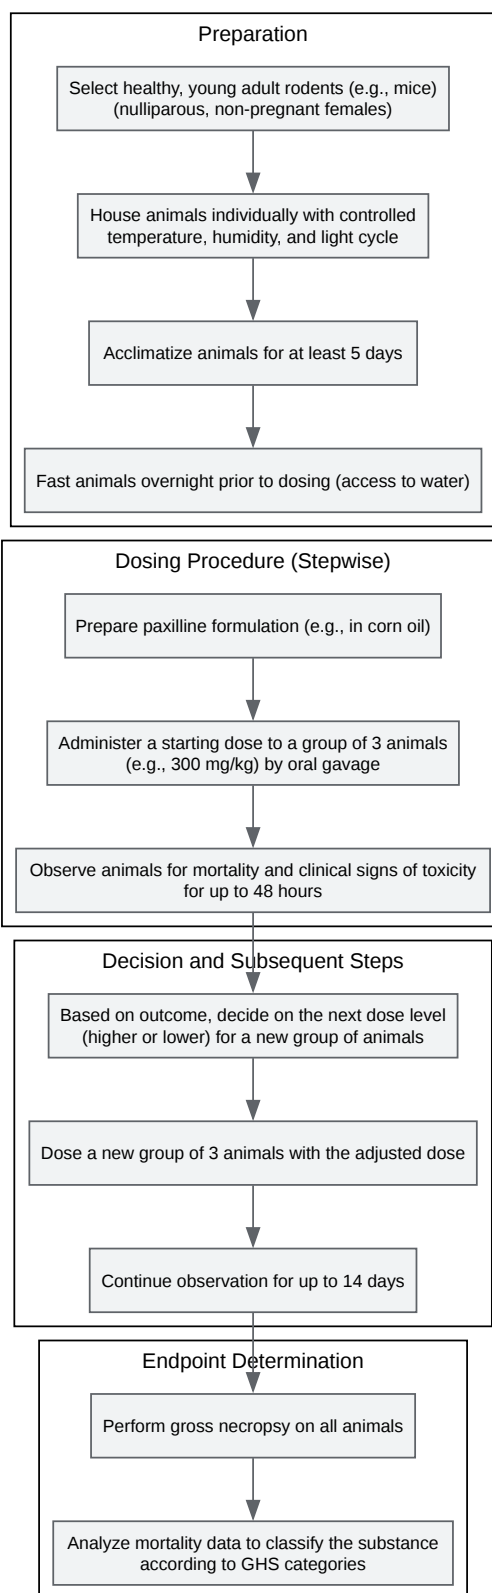 Preparation
Select healthy, young adult rodents (e.g., mice)
(nulliparous, non-pregnant females)
House animals individually with controlled
temperature, humidity, and light cycle
Acclimatize animals for at least 5 days
Fast animals overnight prior to dosing (access to water)
Dosing Procedure (Stepwise)
Prepare paxilline formulation (e.g., in corn oil)
Administer a starting dose to a group of 3 animals
(e.g., 300 mg/kg) by oral gavage
Observe animals for mortality and clinical signs of toxicity
for up to 48 hours
Decision and Subsequent Steps
Based on outcome, decide on the next dose level
(higher or lower) for a new group of animals
Dose a new group of 3 animals with the adjusted dose
Continue observation for up to 14 days
Endpoint Determination
Perform gross necropsy on all animals
Analyze mortality data to classify the substance
according to GHS categories